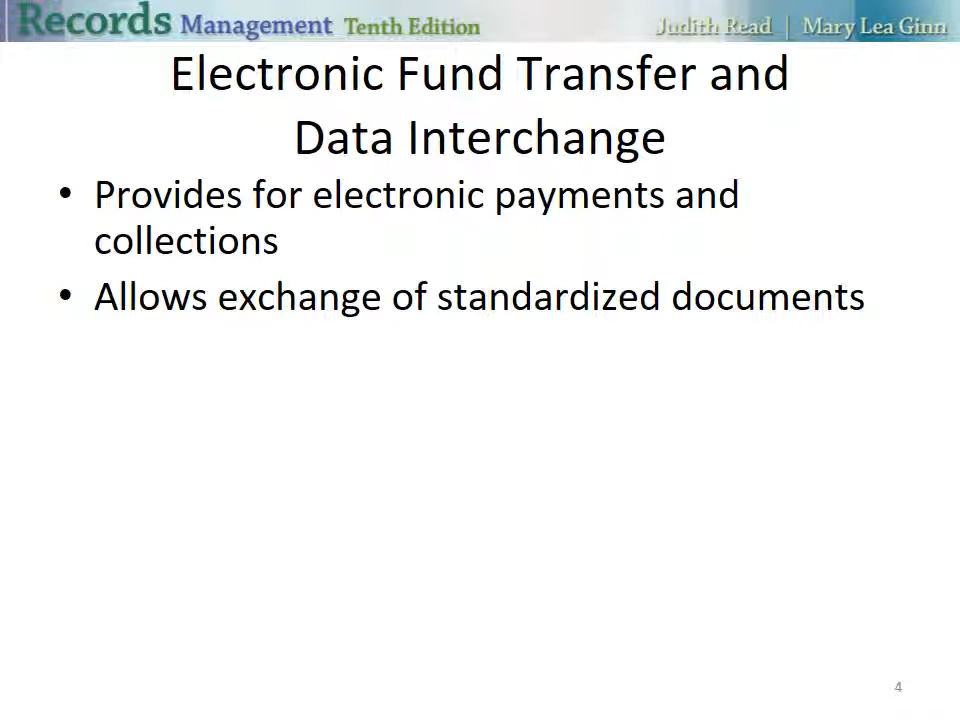 Records Management Tenth Edition Judith Read | Mary Lea Ginn
Electronic Fund Transfer and
Data Interchange
• Provides for electronic payments and
collections
• Allows exchange of standardized documents
4